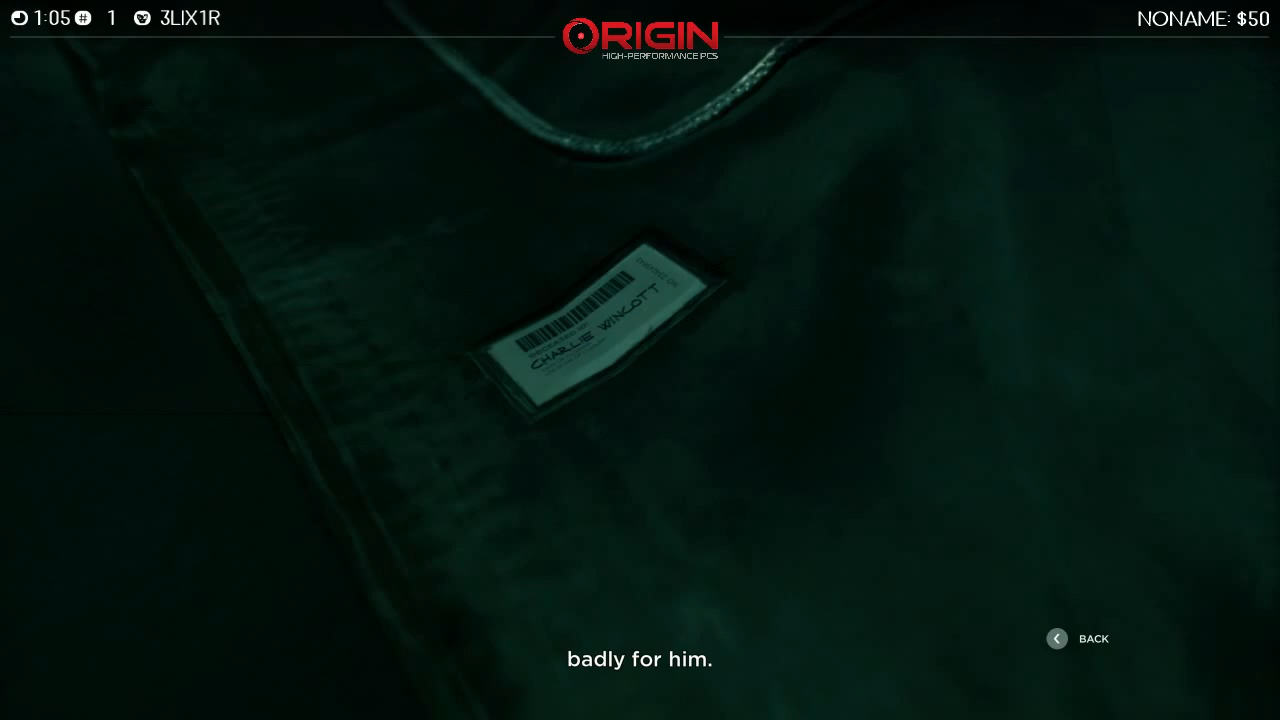 1:05 # 1 3LIX1R
NONAME: $50
ORIGIN
HIGH-PERFORMANCE PCS
CHARLIE WINCOTT
badly for him.
BACK